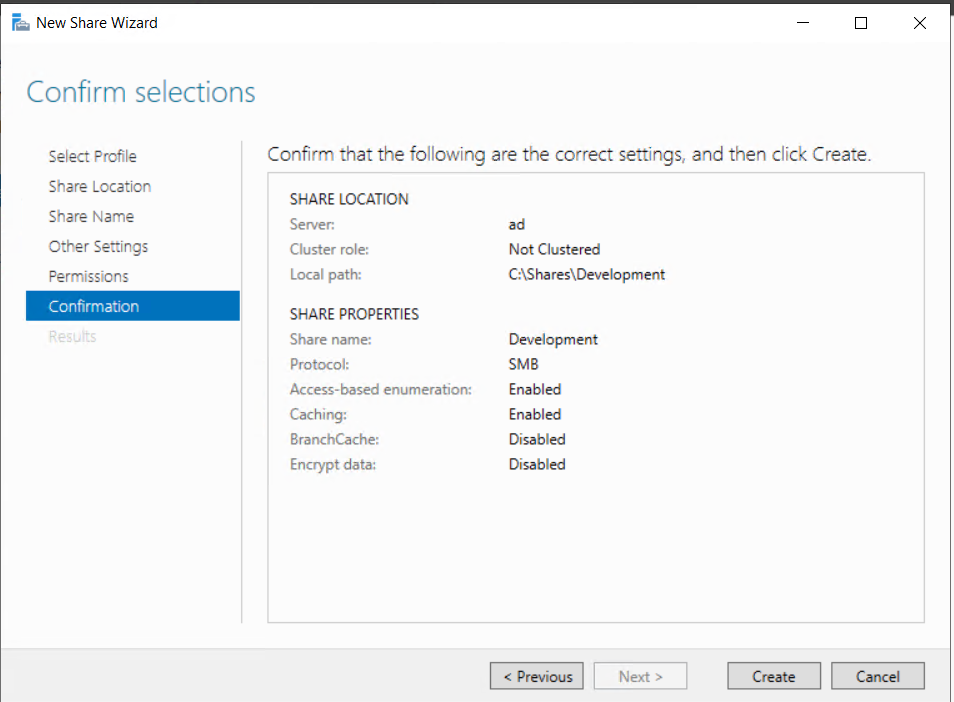 New Share Wizard
Confirm selections
Select Profile
Share Location
Share Name
Other Settings
Permissions
Confirmation
Results
Confirm that the following are the correct settings, and then click Create.
SHARE LOCATION
Server: ad
Cluster role: Not Clustered
Local path: C:\Shares\Development
SHARE PROPERTIES
Share name: Development
Protocol: SMB
Access-based enumeration: Enabled
Caching: Enabled
BranchCache: Disabled
Encrypt data: Disabled
< Previous Next > Create Cancel